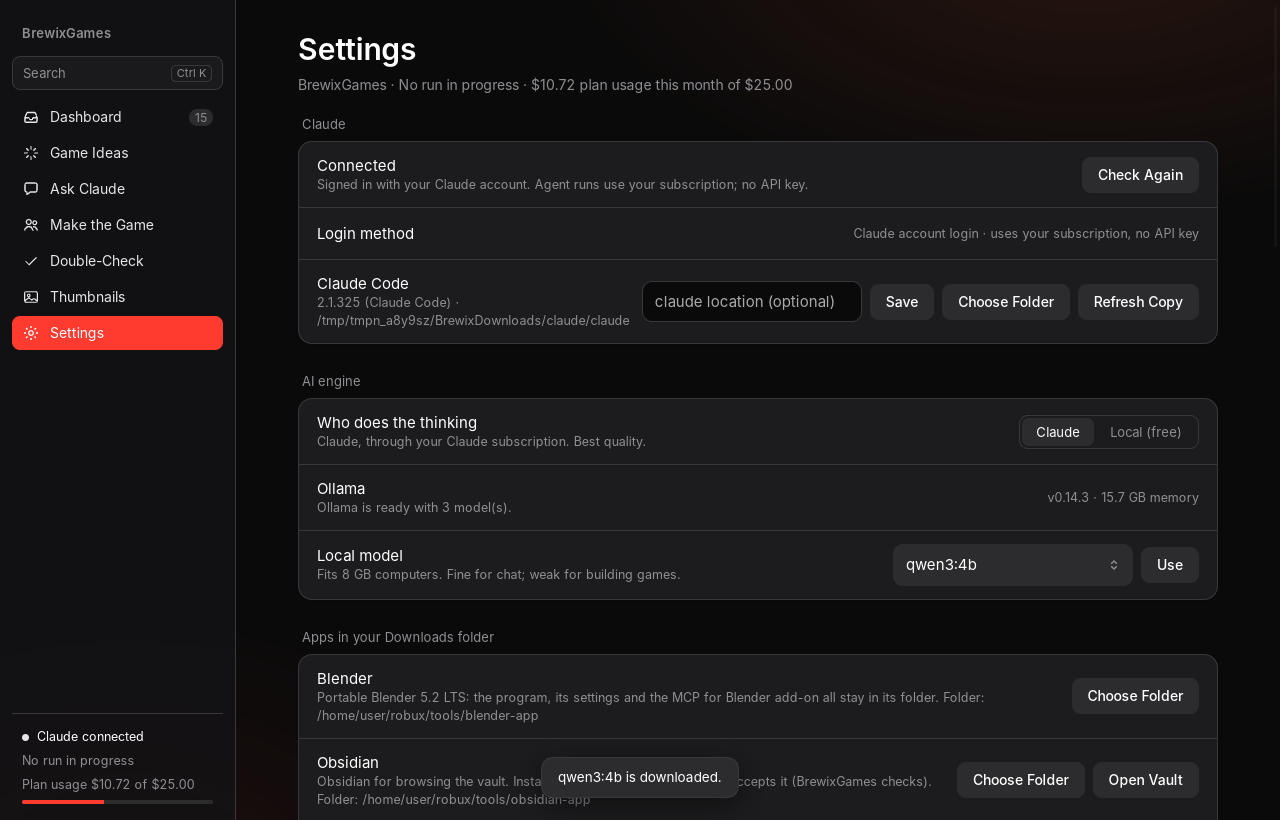 BrewixGames
Search
Ctrl K
Dashboard
15
Game Ideas
Ask Claude
Make the Game
Double-Check
Thumbnails
Settings
Claude connected
No run in progress
Plan usage $10.72 of $25.00
Settings
BrewixGames · No run in progress · $10.72 plan usage this month of $25.00
Claude
Connected
Signed in with your Claude account. Agent runs use your subscription; no API key.
Check Again
Login method
Claude account login · uses your subscription, no API key
Claude Code
2.1.325 (Claude Code) ·
/tmp/tmpn_a8y9sz/BrewixDownloads/claude/claude
claude location (optional)
Save
Choose Folder
Refresh Copy
AI engine
Who does the thinking
Claude, through your Claude subscription. Best quality.
Claude
Local (free)
Ollama
Ollama is ready with 3 model(s).
v0.14.3 · 15.7 GB memory
Local model
Fits 8 GB computers. Fine for chat; weak for building games.
qwen3:4b
Use
Apps in your Downloads folder
Blender
Portable Blender 5.2 LTS: the program, its settings and the MCP for Blender add-on all stay in its folder. Folder:
/home/user/robux/tools/blender-app
Choose Folder
Obsidian
Obsidian for browsing the vault. accepts it (BrewixGames checks).
Folder: /home/user/robux/tools/obsidian-app
Choose Folder
Open Vault
qwen3:4b is downloaded.